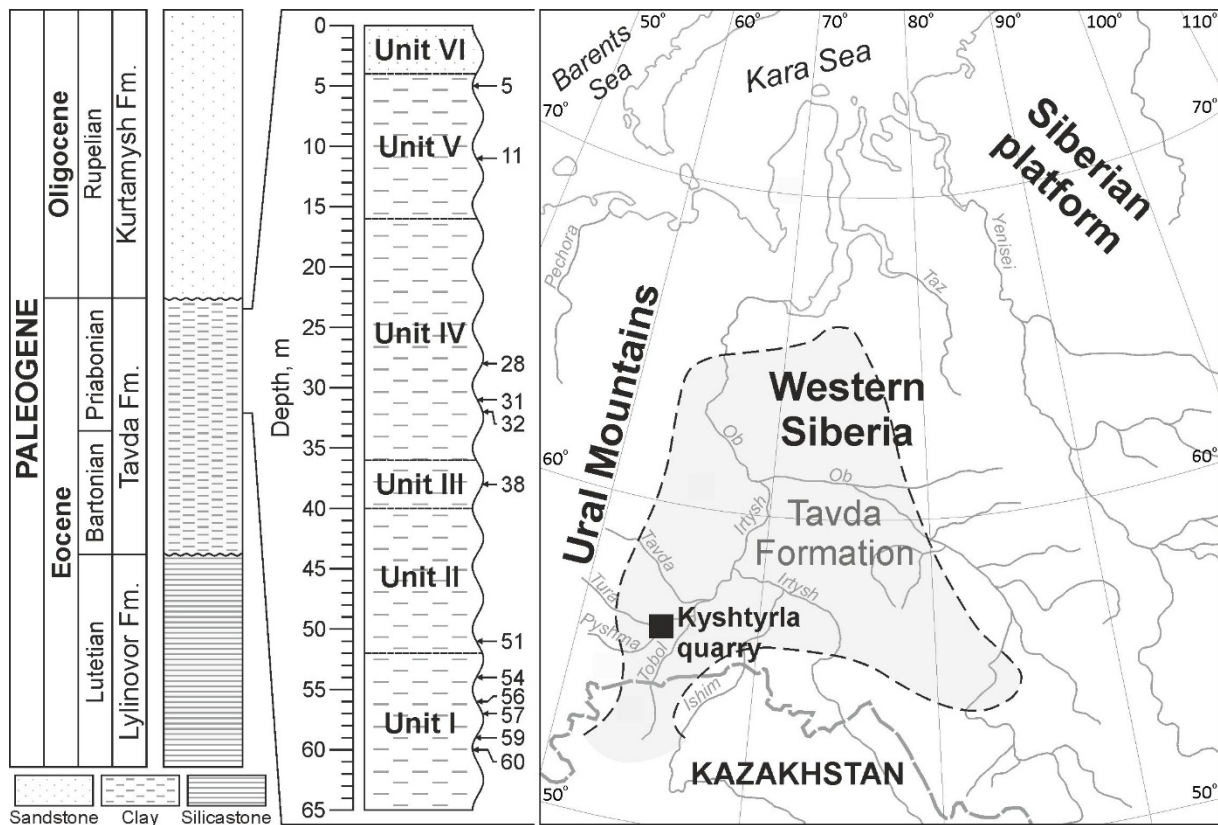 PALEOGENE
Oligocene
Eocene
Rupelian
Priabonian
Bartonian
Lutetian
Kurtamysh Fm.
Tavda Fm.
Lylinovor Fm.
Sandstone
Clay
Silicastone
Depth, m
0
5
10
15
20
25
30
35
40
45
50
55
60
65
Unit VI
Unit V
Unit IV
Unit III
Unit II
Unit I
5
11
28
31
32
38
51
54
56
57
59
60
50°
60°
70°
80°
90°
100°
110°
Barents
Sea
Kara Sea
70°
70°
Siberian
platform
Pechora
Yenisei
Taz
Ural Mountains
Western
Siberia
60°
60°
Ob
Ob
Irtysh
Tavda
Formation
Tavda
Irtysh
Tura
Pyshma
Kyshtyrla
quarry
Tobol
Ishim
KAZAKHSTAN
50°
50°